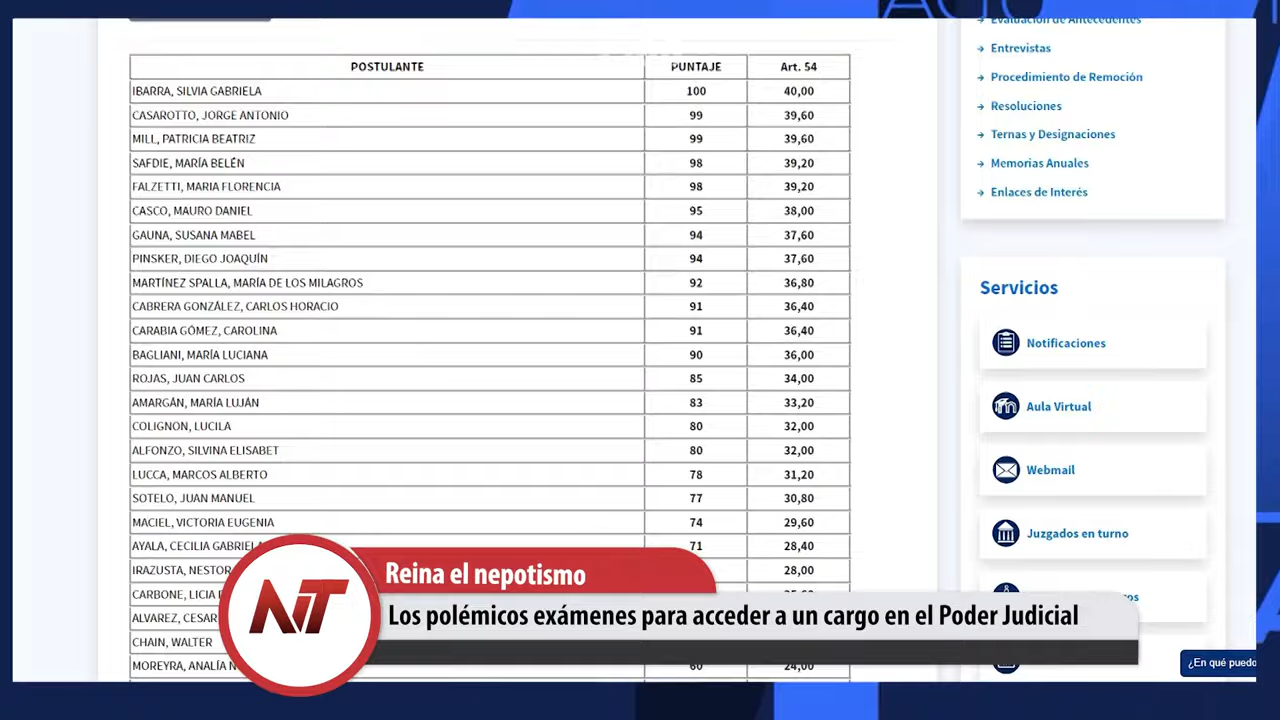 POSTULANTE PUNTAJE Art. 54
IBARRA, SILVIA GABRIELA 100 40,00
CASAROTTO, JORGE ANTONIO 99 39,60
MILL, PATRICIA BEATRIZ 99 39,60
SAFDIE, MARÍA BELÉN 98 39,20
FALZETTI, MARIA FLORENCIA 98 39,20
CASCO, MAURO DANIEL 95 38,00
GAUNA, SUSANA MABEL 94 37,60
PINSKER, DIEGO JOAQUÍN 94 37,60
MARTÍNEZ SPALLA, MARÍA DE LOS MILAGROS 92 36,80
CABRERA GONZÁLEZ, CARLOS HORACIO 91 36,40
CARABIA GÓMEZ, CAROLINA 91 36,40
BAGLIANI, MARÍA LUCIANA 90 36,00
ROJAS, JUAN CARLOS 85 34,00
AMARGÁN, MARÍA LUJÁN 83 33,20
COLIGNON, LUCILA 80 32,00
ALFONZO, SILVINA ELISABET 80 32,00
LUCCA, MARCOS ALBERTO 78 31,20
SOTELO, JUAN MANUEL 77 30,80
MACIEL, VICTORIA EUGENIA 74 29,60
AYALA, CECILIA GABRIELA 71 28,40
IRAZUSTA, NESTOR 28,00
CARBONE, LICIA
ALVAREZ, CESAR
CHAIN, WALTER
MOREYRA, ANALÍA 60 24,00
Evaluación de Antecedentes
Entrevistas
Procedimiento de Remoción
Resoluciones
Ternas y Designaciones
Memorias Anuales
Enlaces de Interés
Servicios
Notificaciones
Aula Virtual
Webmail
Juzgados en turno
¿En qué puedo
NT
Reina el nepotismo
Los polémicos exámenes para acceder a un cargo en el Poder Judicial